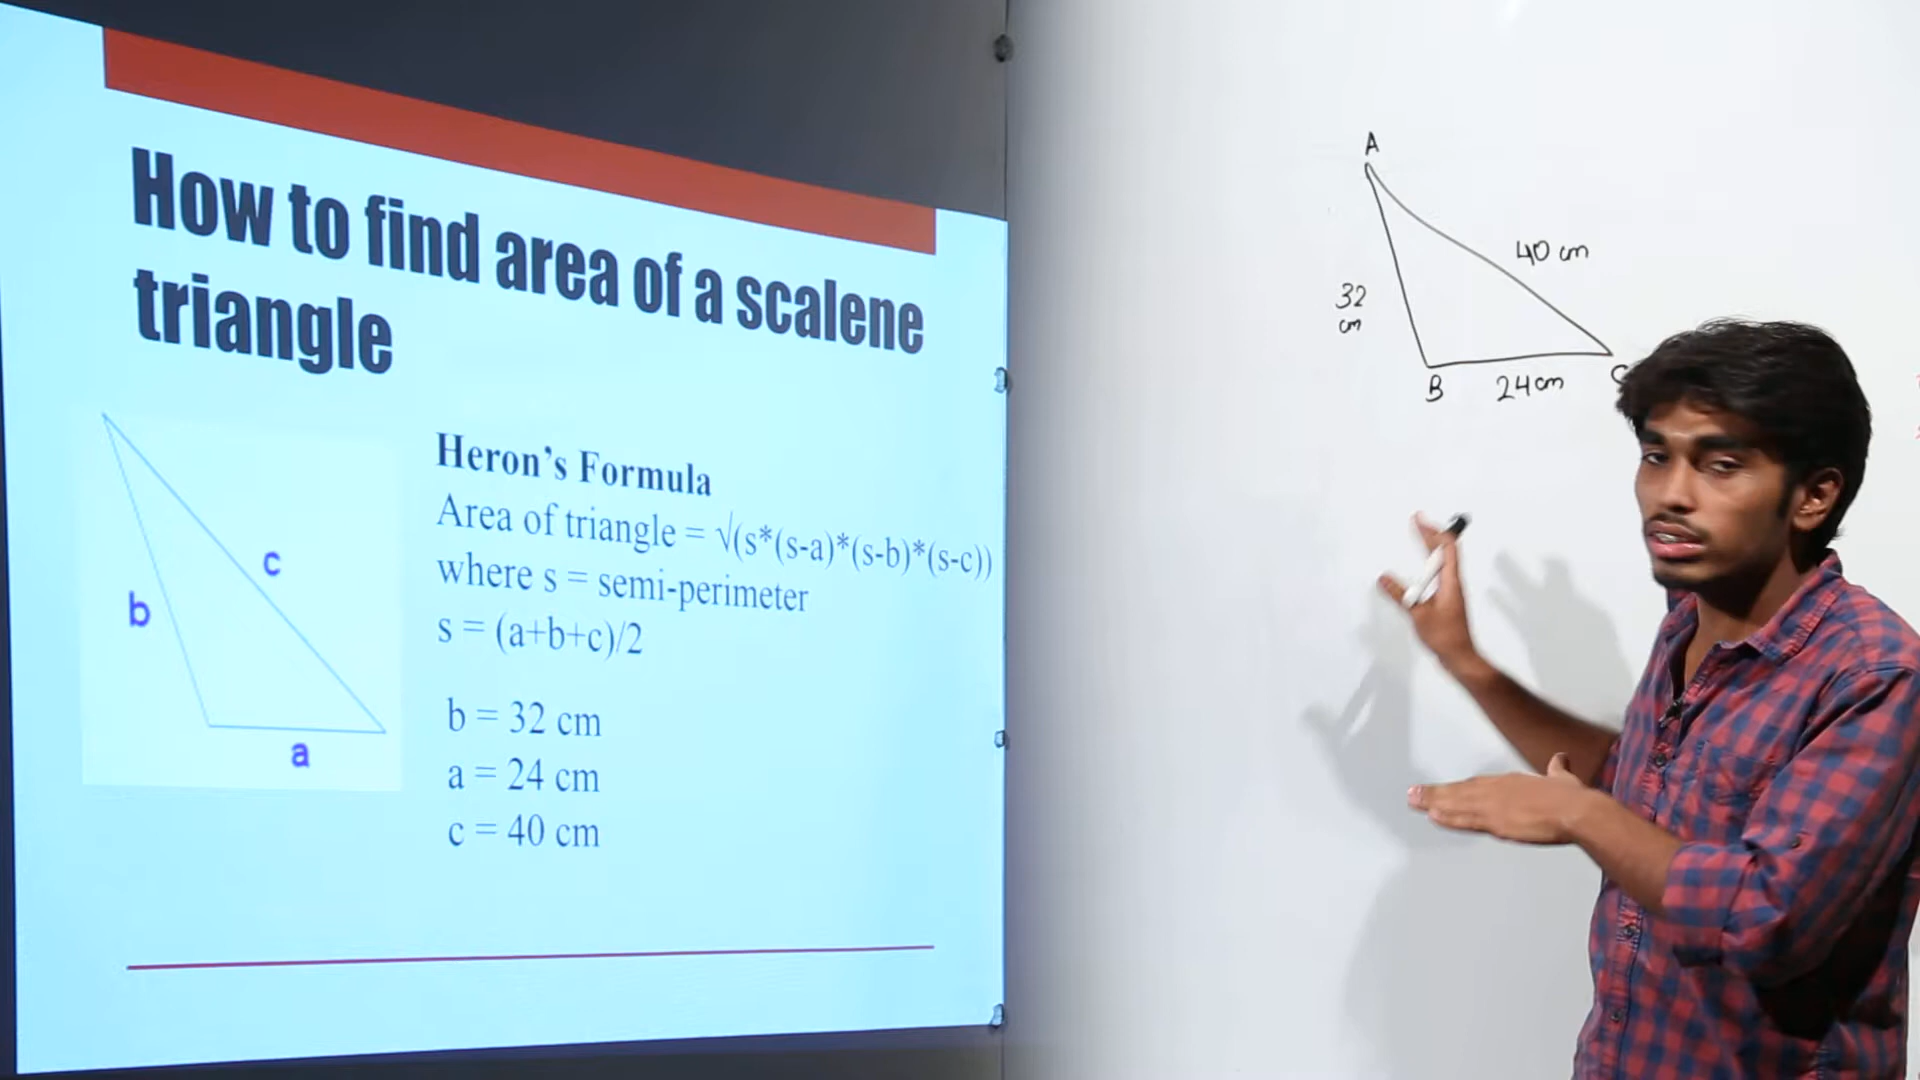 How to find area of a scalene
triangle
c
b
a
Heron's Formula
Area of triangle = √(s*(s-a)*(s-b)*(s-c))
where s = semi-perimeter
s = (a+b+c)/2
b = 32 cm
a = 24 cm
c = 40 cm
A
40 cm
32
cm
B
24cm
C